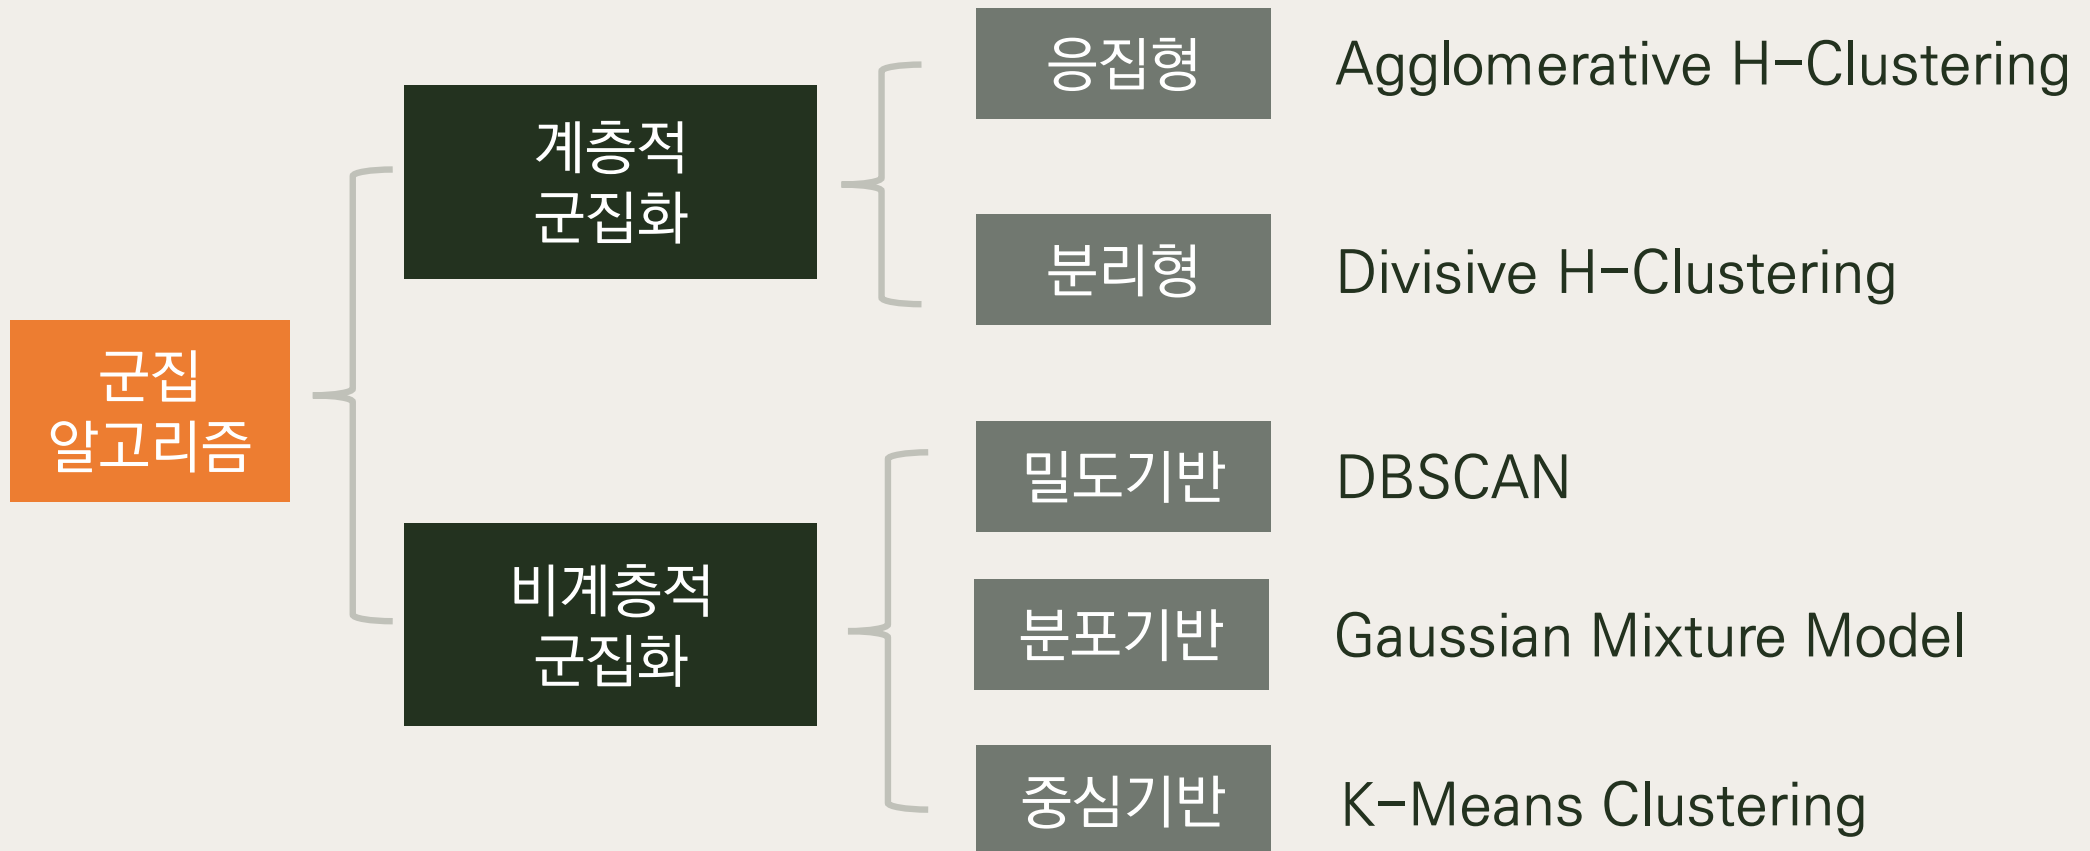 군집
알고리즘
계층적
군집화
응집형
Agglomerative H-Clustering
분리형
Divisive H-Clustering
비계층적
군집화
밀도기반
DBSCAN
분포기반
Gaussian Mixture Model
중심기반
K-Means Clustering